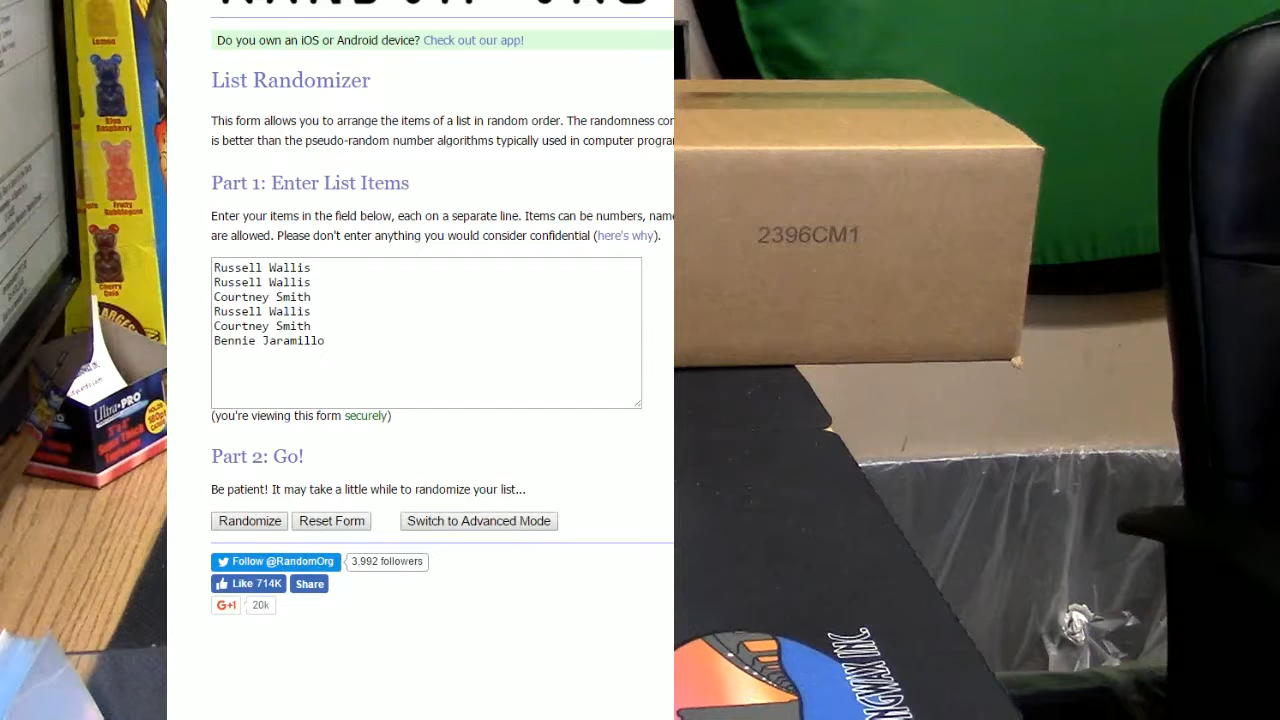 Do you own an iOS or Android device? Check out our app!
List Randomizer
This form allows you to arrange the items of a list in random order. The randomness
is better than the pseudo-random number algorithms typically used in computer
Part 1: Enter List Items
Enter your items in the field below, each on a separate line. Items can be numbers,
are allowed. Please don't enter anything you would consider confidential (here's why).
Russell Wallis
Russell Wallis
Courtney Smith
Russell Wallis
Courtney Smith
Bennie Jaramillo
(you're viewing this form securely)
Part 2: Go!
Be patient! It may take a little while to randomize your list...
Randomize Reset Form Switch to Advanced Mode
Follow @RandomOrg 3,992 followers
Like 714K Share
G+1 20k
Lemon
Blue
Raspberry
Fruity
Bubblegum
Cherry
Cola
Ultra·PRO
2396CM1